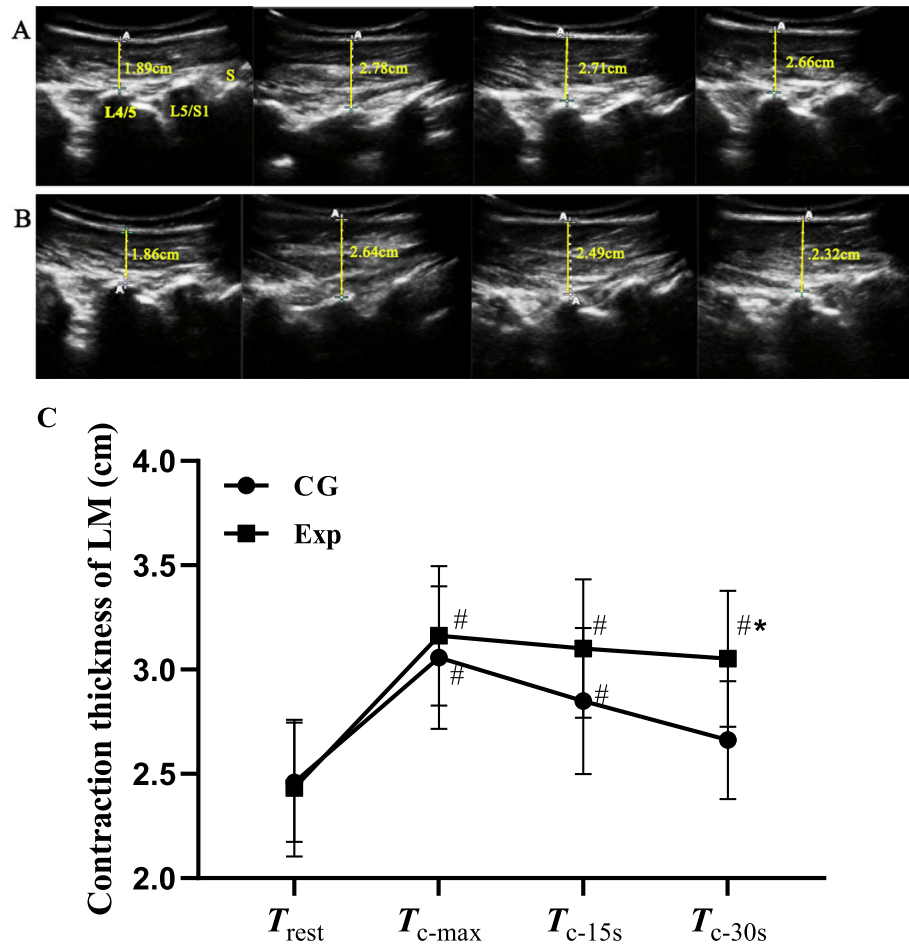 A
A A A A
1.89cm 2.78cm 2.71cm 2.66cm
S
L4/5 L5/S1
B
A A A
1.86cm 2.64cm 2.49cm 2.32cm
A A
C
Contraction thickness of LM (cm)
4.0
3.5
3.0
2.5
2.0
CG
Exp
# # #*
# #
Trest Tc-max Tc-15s Tc-30s